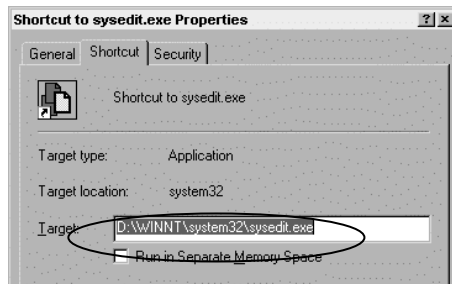 Shortcut to sysedit.exe Properties
General Shortcut Security
Shortcut to sysedit.exe
Target type: Application
Target location: system32
Target: D:\WINNT\system32\sysedit.exe
Run in Separate Memory Space